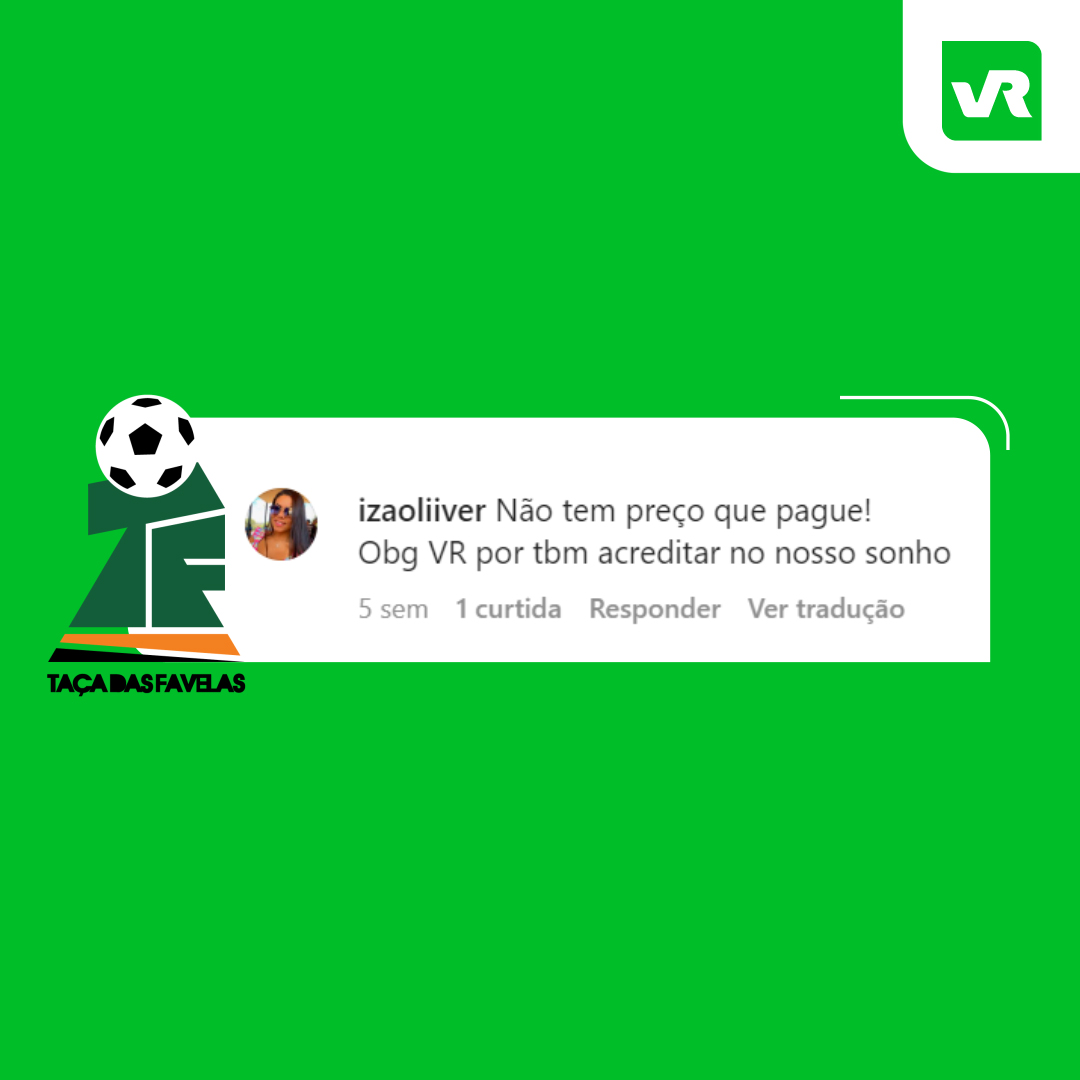 VR
izaoliiver Não tem preço que pague!
Obg VR por tbm acreditar no nosso sonho
5 sem 1 curtida Responder Ver tradução
TF
TAÇA DAS FAVELAS